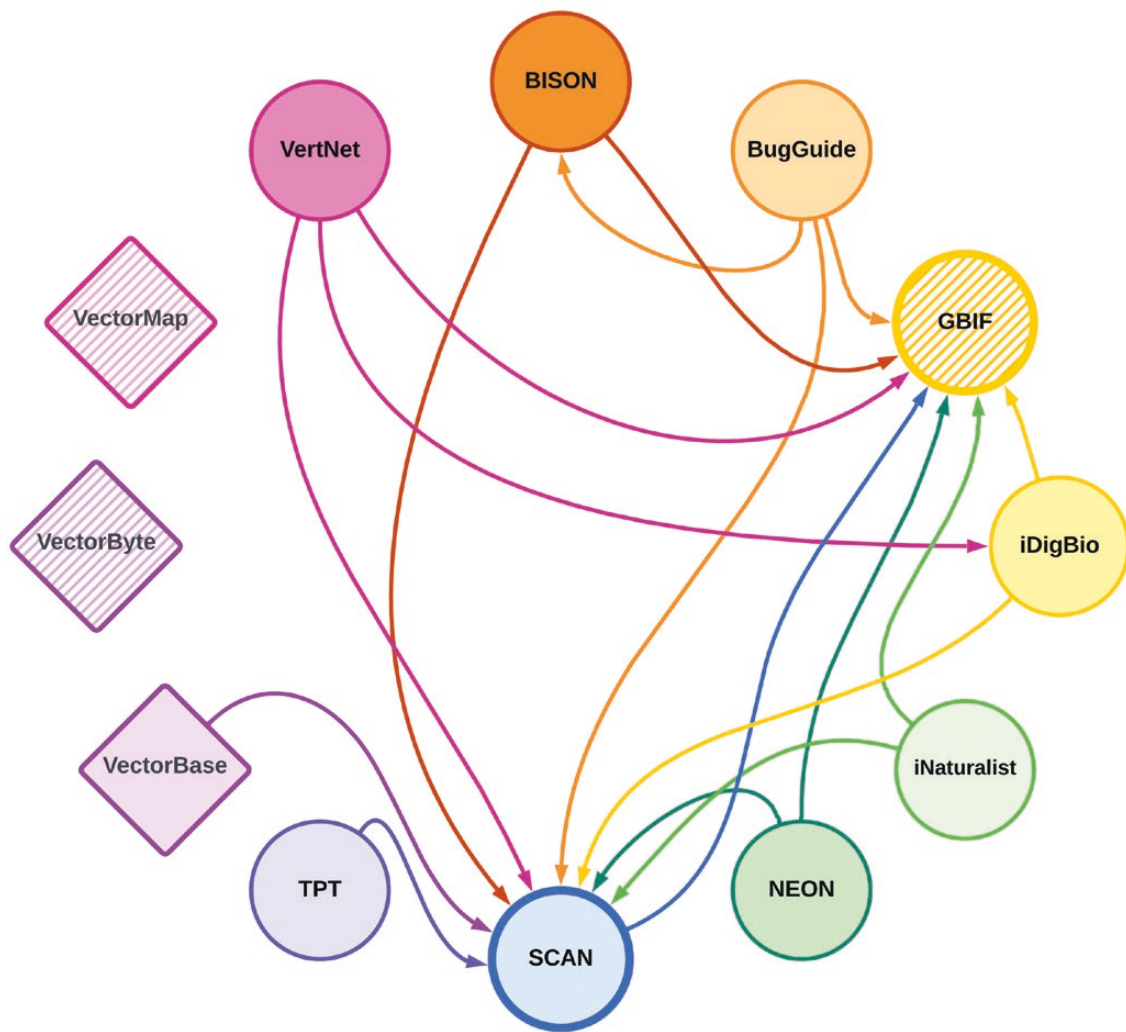 BISON
VertNet
BugGuide
VectorMap
GBIF
VectorByte
iDigBio
VectorBase
iNaturalist
TPT
NEON
SCAN